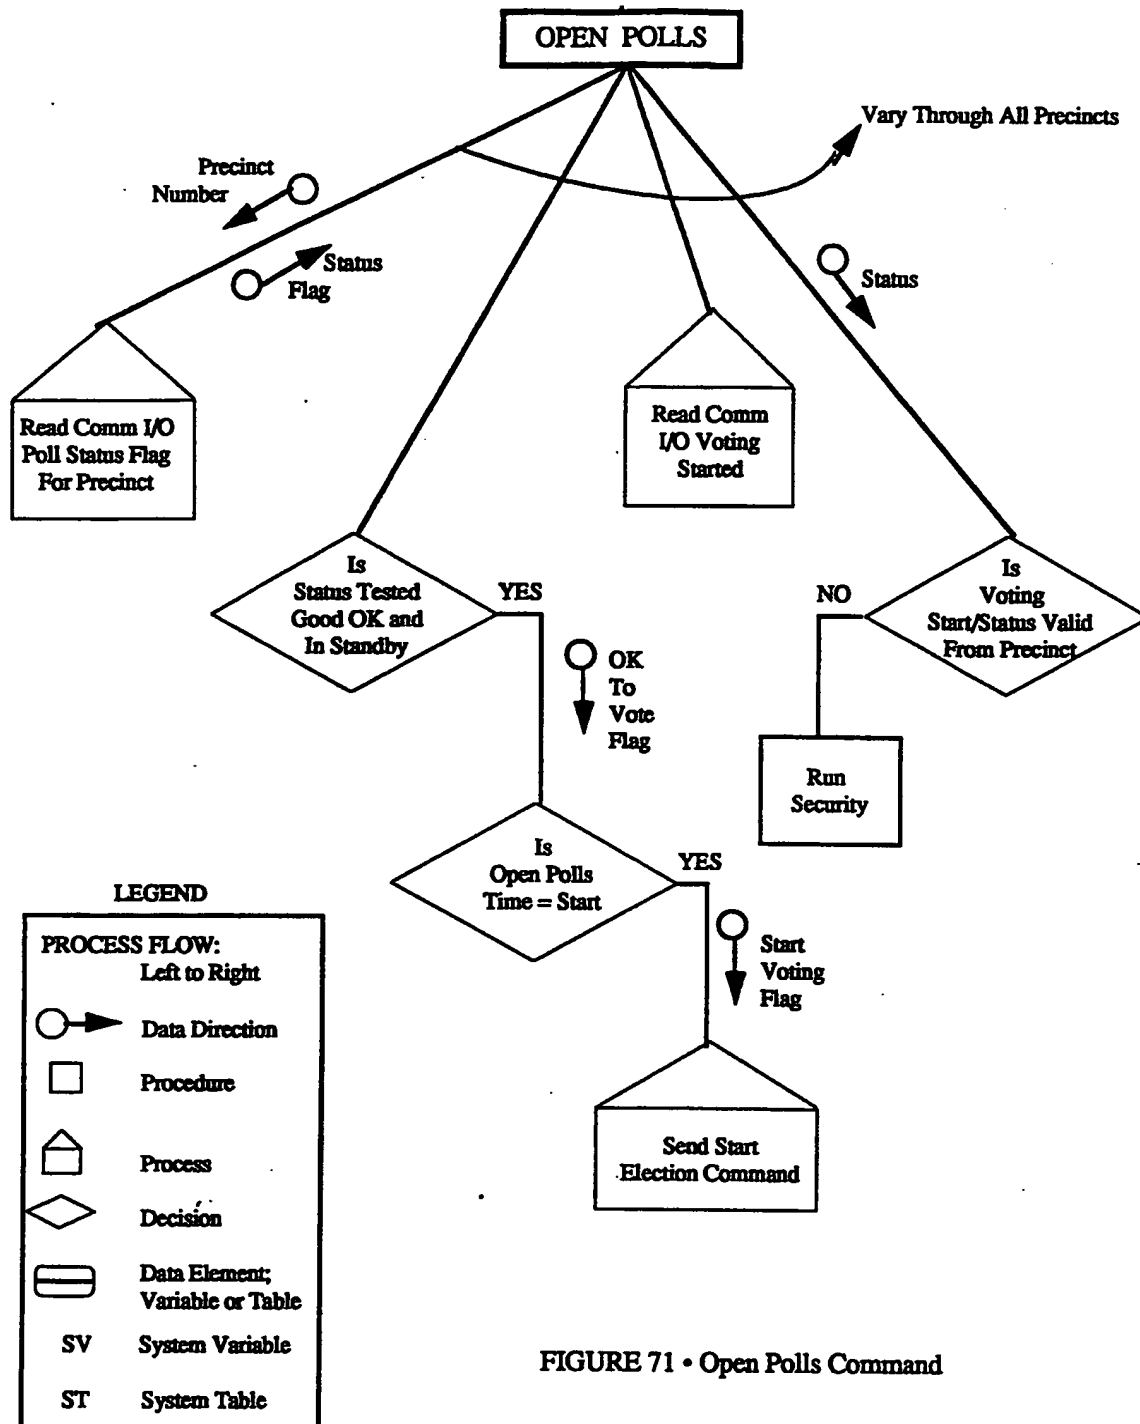 OPEN POLLS
Vary Through All Precincts
Precinct
Number
Status
Flag
Status
Read Comm I/O
Poll Status Flag
For Precinct
Read Comm
I/O Voting
Started
Is
Status Tested
Good OK and
In Standby
YES
NO
Is
Voting
Start/Status Valid
From Precinct
OK
To
Vote
Flag
Run
Security
Is
Open Polls
Time = Start
YES
Start
Voting
Flag
Send Start
Election Command
LEGEND
PROCESS FLOW:
Left to Right
Data Direction
Procedure
Process
Decision
Data Element;
Variable or Table
SV System Variable
ST System Table
FIGURE 71 • Open Polls Command